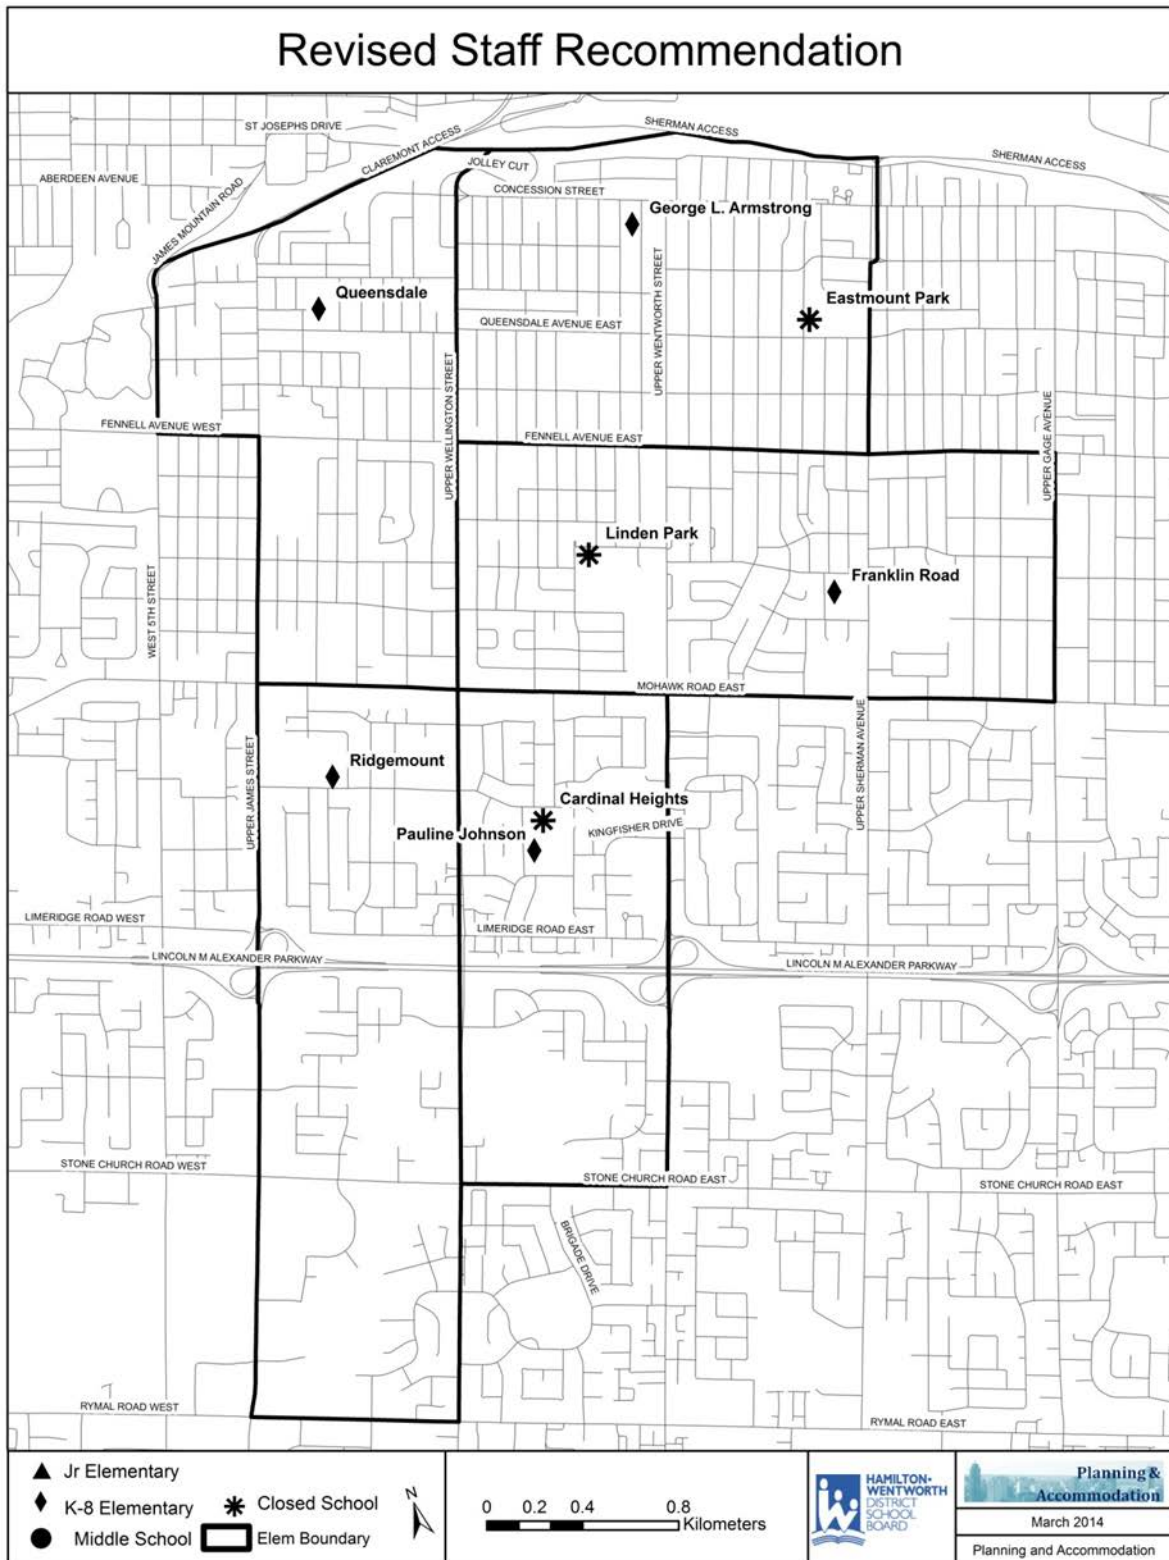 Revised Staff Recommendation
ST JOSEPHS DRIVE
CLAREMONT ACCESS
SHERMAN ACCESS
SHERMAN ACCESS
JOLLEY CUT
ABERDEEN AVENUE
CONCESSION STREET
JAMES MOUNTAIN ROAD
George L. Armstrong
Queensdale
UPPER WENTWORTH STREET
Eastmount Park
QUEENSDALE AVENUE EAST
UPPER WELLINGTON STREET
FENNELL AVENUE WEST
FENNELL AVENUE EAST
UPPER GAGE AVENUE
Linden Park
Franklin Road
WEST 5TH STREET
MOHAWK ROAD EAST
UPPER JAMES STREET
Ridgemount
UPPER SHERMAN AVENUE
Cardinal Heights
KINGFISHER DRIVE
Pauline Johnson
LIMERIDGE ROAD WEST
LIMERIDGE ROAD EAST
LINCOLN M ALEXANDER PARKWAY
LINCOLN M ALEXANDER PARKWAY
STONE CHURCH ROAD WEST
STONE CHURCH ROAD EAST
STONE CHURCH ROAD EAST
BRIGADE DRIVE
RYMAL ROAD WEST
RYMAL ROAD EAST
Jr Elementary
K-8 Elementary
Closed School
Middle School
Elem Boundary
N
0 0.2 0.4 0.8
Kilometers
HAMILTON-
WENTWORTH
DISTRICT
SCHOOL
BOARD
Planning &
Accommodation
March 2014
Planning and Accommodation